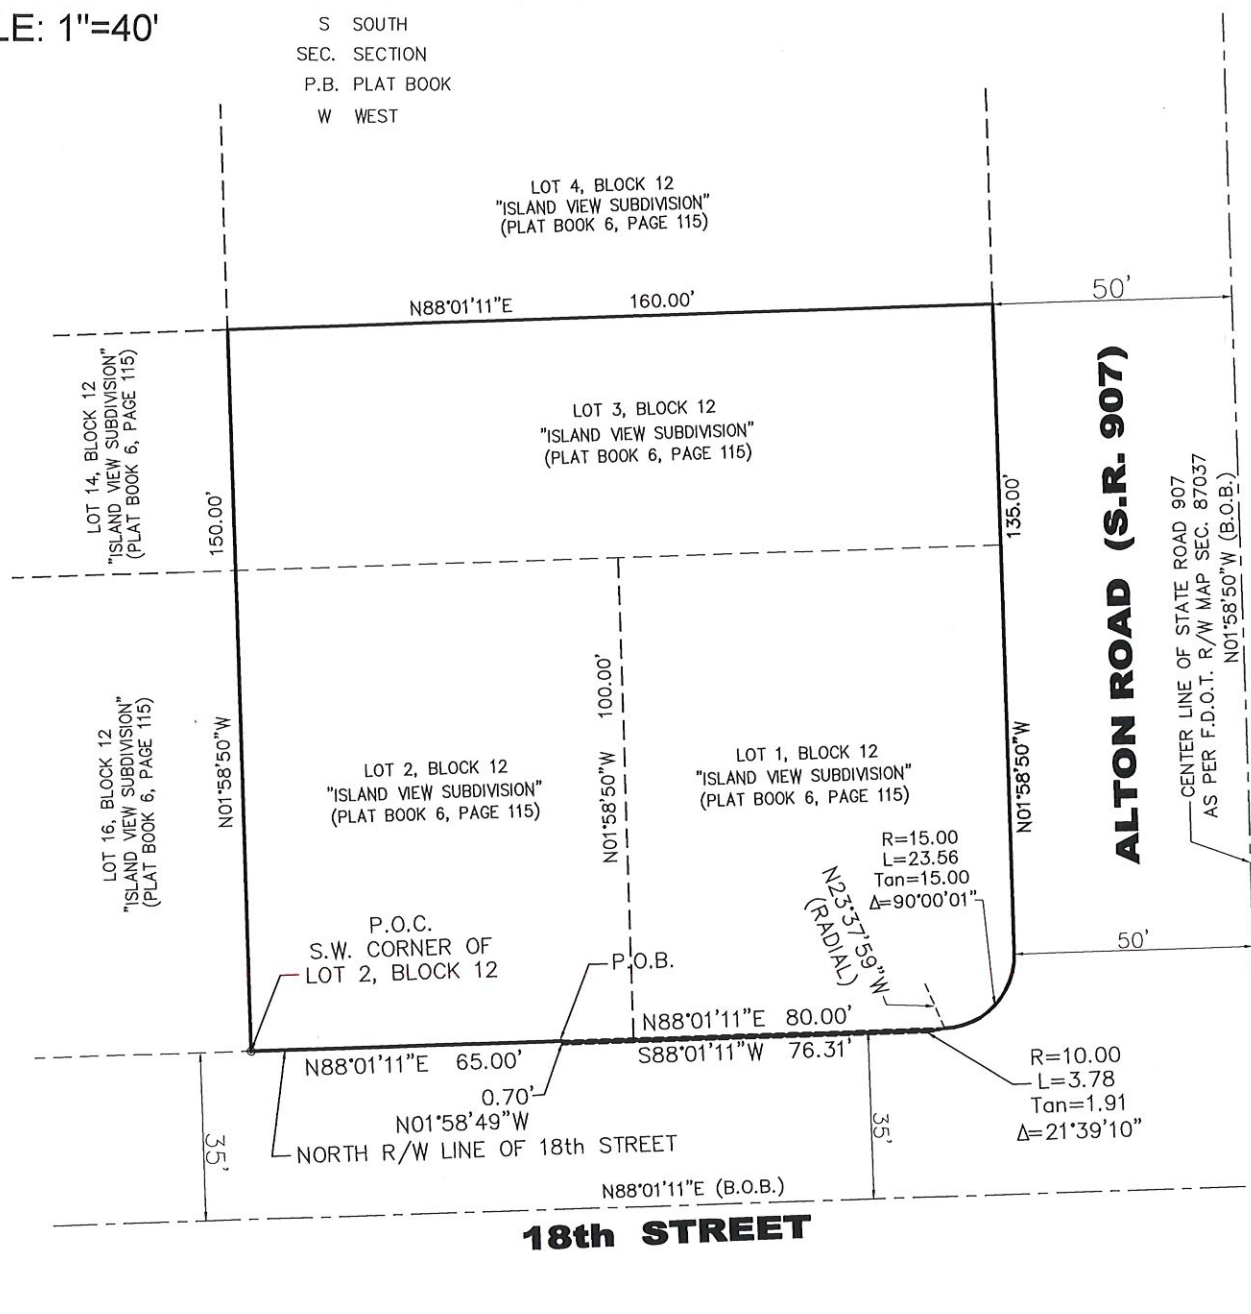 LE: 1"=40'
S SOUTH
SEC. SECTION
P.B. PLAT BOOK
W WEST
LOT 4, BLOCK 12
"ISLAND VIEW SUBDIVISION"
(PLAT BOOK 6, PAGE 115)
N88°01'11"E 160.00'
50'
LOT 14, BLOCK 12
"ISLAND VIEW SUBDIVISION"
(PLAT BOOK 6, PAGE 115)
LOT 3, BLOCK 12
"ISLAND VIEW SUBDIVISION"
(PLAT BOOK 6, PAGE 115)
150.00'
135.00'
ALTON ROAD (S.R. 907)
CENTER LINE OF STATE ROAD 907
AS PER F.D.O.T. R/W MAP SEC. 87037
N01°58'50"W (B.O.B.)
LOT 16, BLOCK 12
"ISLAND VIEW SUBDIVISION"
(PLAT BOOK 6, PAGE 115)
N01°58'50"W
LOT 2, BLOCK 12
"ISLAND VIEW SUBDIVISION"
(PLAT BOOK 6, PAGE 115)
N01°58'50"W 100.00'
LOT 1, BLOCK 12
"ISLAND VIEW SUBDIVISION"
(PLAT BOOK 6, PAGE 115)
N01°58'50"W
R=15.00
L=23.56
Tan=15.00
Δ=90°00'01"
N23°37'59"W
(RADIAL)
P.O.C.
S.W. CORNER OF
LOT 2, BLOCK 12
P.O.B.
50'
N88°01'11"E 80.00'
N88°01'11"E 65.00'
S88°01'11"W 76.31'
0.70'
N01°58'49"W
R=10.00
L=3.78
Tan=1.91
Δ=21°39'10"
35'
NORTH R/W LINE OF 18th STREET
35'
N88°01'11"E (B.O.B.)
18th STREET